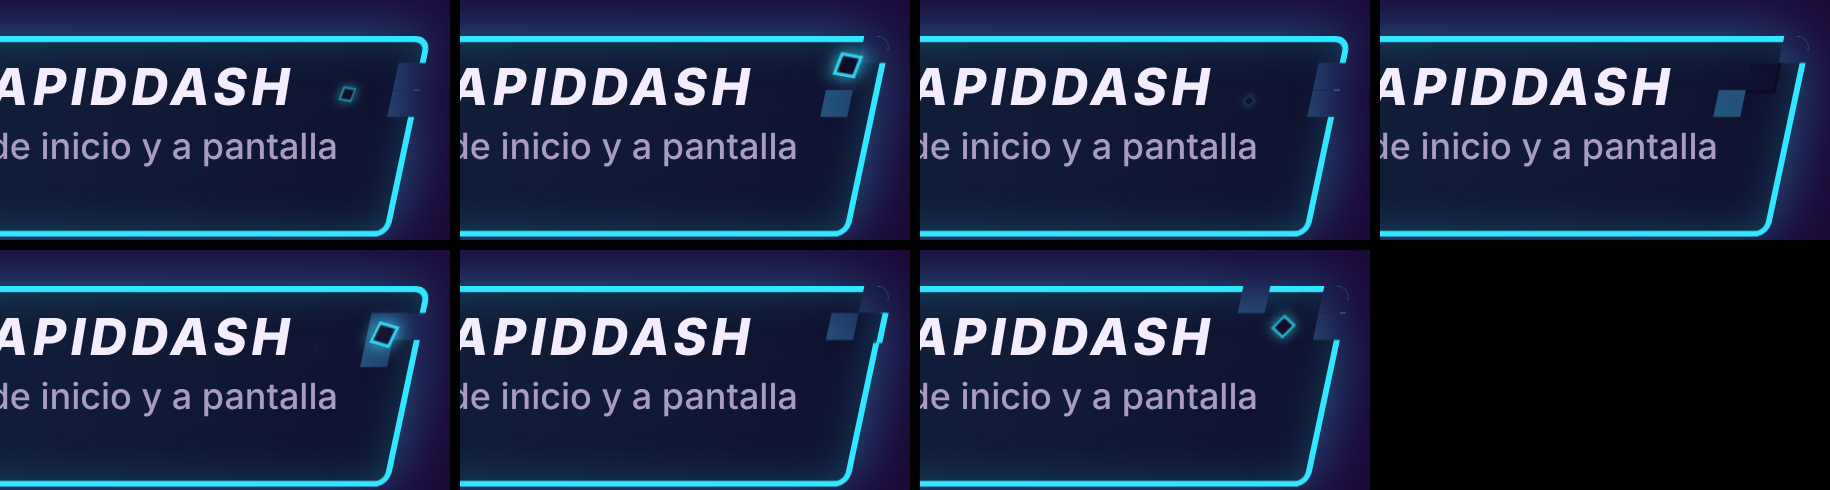 APIDDASH APIDDASH APIDDASH APIDDASH
de inicio y a pantalla de inicio y a pantalla de inicio y a pantalla de inicio y a pantalla
APIDDASH APIDDASH APIDDASH
de inicio y a pantalla de inicio y a pantalla de inicio y a pantalla